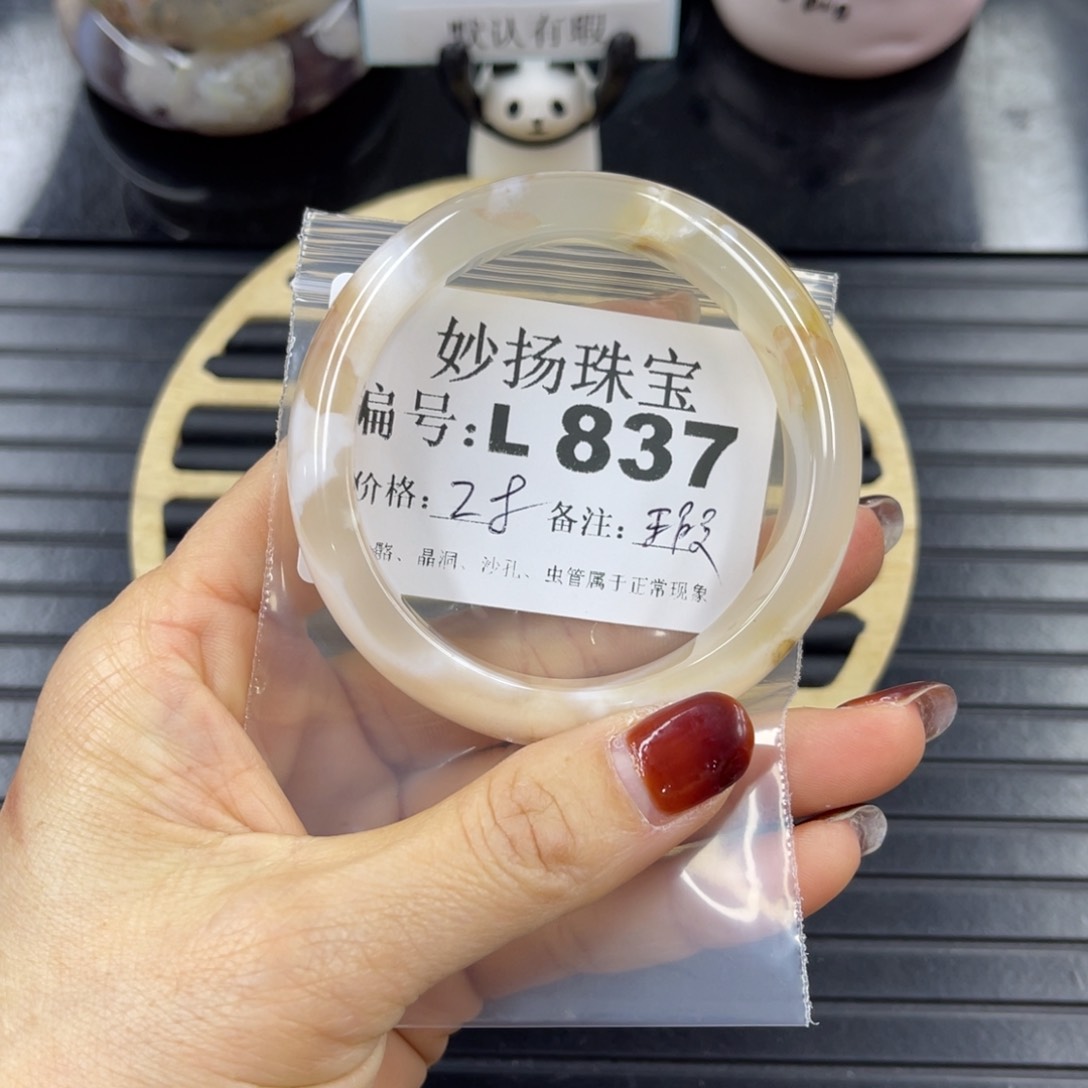 默认有暇
妙扬珠宝
编号:L 837
价格:28 备注:瑕
、晶洞、沙孔、虫管属于正常现象